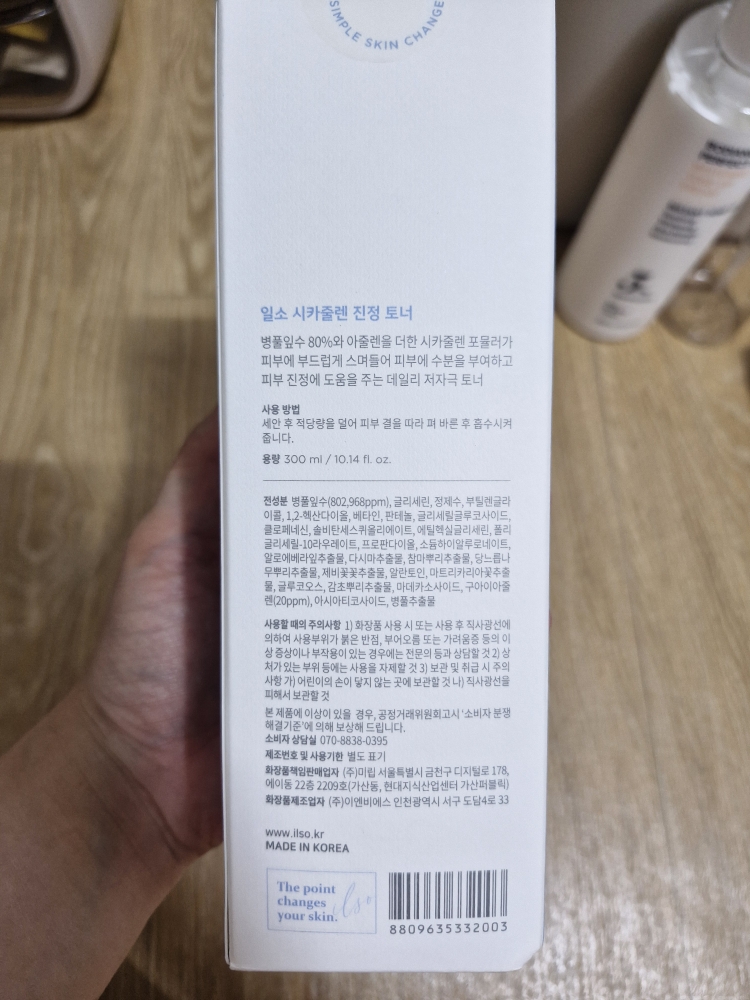 SIMPLE SKIN CHANGE
일소 시카줄렌 진정 토너
병풀잎수 80%와 아줄렌을 더한 시카줄렌 포뮬러가
피부에 부드럽게 스며들어 피부에 수분을 부여하고
피부 진정에 도움을 주는 데일리 저자극 토너
사용 방법
세안 후 적당량을 덜어 피부 결을 따라 펴 바른 후 흡수시켜
줍니다.
용량 300 ml / 10.14 fl. oz.
전성분 병풀잎수(802,968ppm), 글리세린, 정제수, 부틸렌글라
이콜, 1,2-헥산다이올, 베타인, 판테놀, 글리세릴글루코사이드,
클로페네신, 솔비탄세스퀴올리에이트, 에틸헥실글리세린, 폴리
글리세릴-10라우레이트, 프로판다이올, 소듐하이알루로네이트,
알로에베라잎추출물, 다시마추출물, 참마뿌리추출물, 당느릅나
무뿌리추출물, 제비꽃꽃추출물, 알란토인, 마트리카리아꽃추출
물, 글루코오스, 감초뿌리추출물, 마데카소사이드, 구아이아줄
렌(20ppm), 아시아티코사이드, 병풀추출물
사용할 때의 주의사항 1) 화장품 사용 시 또는 사용 후 직사광선에
의하여 사용부위가 붉은 반점, 부어오름 또는 가려움증 등의 이
상 증상이나 부작용이 있는 경우에는 전문의 등과 상담할 것 2) 상
처가 있는 부위 등에는 사용을 자제할 것 3) 보관 및 취급 시 주의
사항 가) 어린이의 손이 닿지 않는 곳에 보관할 것 나) 직사광선을
피해서 보관할 것
본 제품에 이상이 있을 경우, 공정거래위원회고시 '소비자 분쟁
해결기준'에 의해 보상해 드립니다.
소비자 상담실 070-8838-0395
제조번호 및 사용기한 별도 표기
화장품책임판매업자 (주)미립 서울특별시 금천구 디지털로 178,
에이동 22층 2209호(가산동, 현대지식산업센터 가산퍼블릭)
화장품제조업자 (주)이엔비에스 인천광역시 서구 도담4로 33
www.ilso.kr
MADE IN KOREA
The point
changes
your skin.
ilso
8809635332003